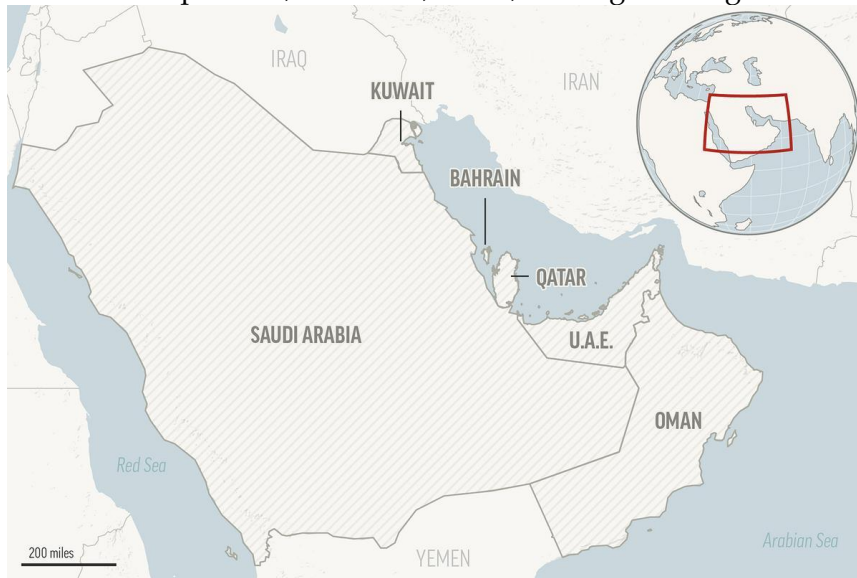 IRAQ
IRAN
KUWAIT
BAHRAIN
QATAR
SAUDI ARABIA
U.A.E.
OMAN
Red Sea
Arabian Sea
200 miles
YEMEN